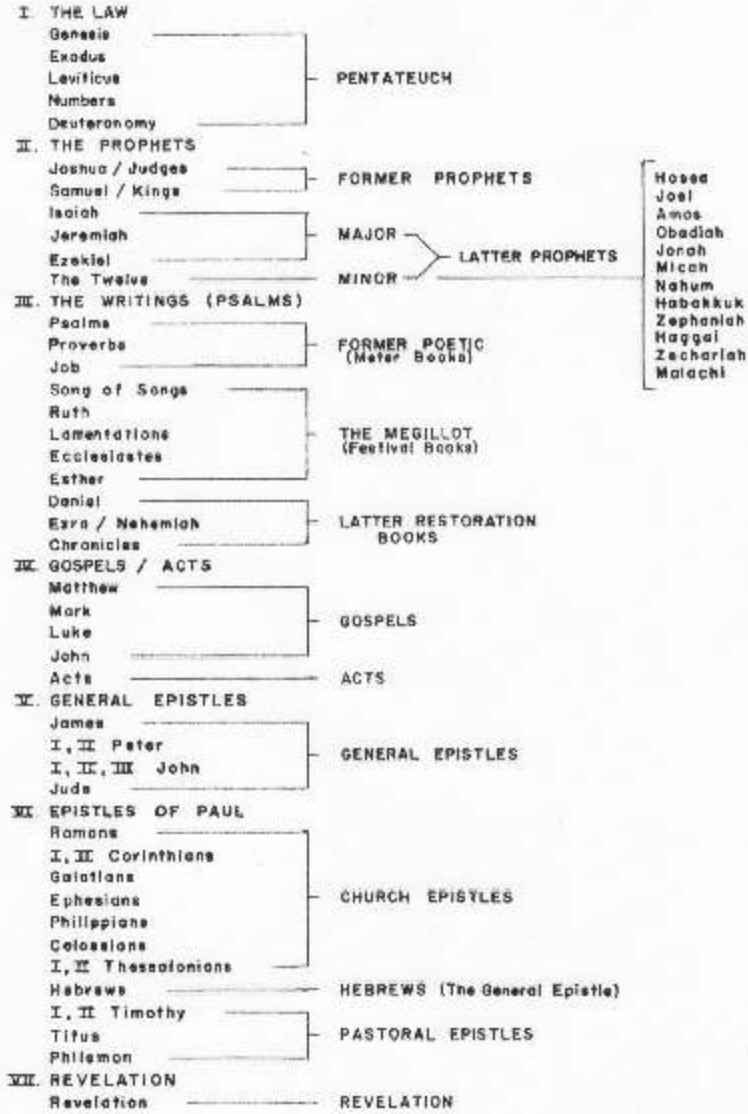 I. THE LAW
Genesis
Exodus
Leviticus
Numbers
Deuteronomy
PENTATEUCH
II. THE PROPHETS
Joshua / Judges
Samuel / Kings
FORMER PROPHETS
Isaiah
Jeremiah
Ezekiel
MAJOR
The Twelve
MINOR
LATTER PROPHETS
Hosea
Joel
Amos
Obadiah
Jonah
Micah
Nahum
Habakkuk
Zephaniah
Haggai
Zechariah
Malachi
III. THE WRITINGS (PSALMS)
Psalms
Proverbs
Job
FORMER POETIC
(Meter Books)
Song of Songs
Ruth
Lamentations
Ecclesiastes
Esther
THE MEGILLOT
(Festival Books)
Daniel
Ezra / Nehemiah
Chronicles
LATTER RESTORATION
BOOKS
IV. GOSPELS / ACTS
Matthew
Mark
Luke
John
GOSPELS
Acts
ACTS
V. GENERAL EPISTLES
James
I, II Peter
I, II, III John
Jude
GENERAL EPISTLES
VI. EPISTLES OF PAUL
Romans
I, II Corinthians
Galatians
Ephesians
Philippians
Colossians
I, II Thessalonians
CHURCH EPISTLES
Hebrews
HEBREWS (The General Epistle)
I, II Timothy
Titus
Philemon
PASTORAL EPISTLES
VII. REVELATION
Revelation
REVELATION